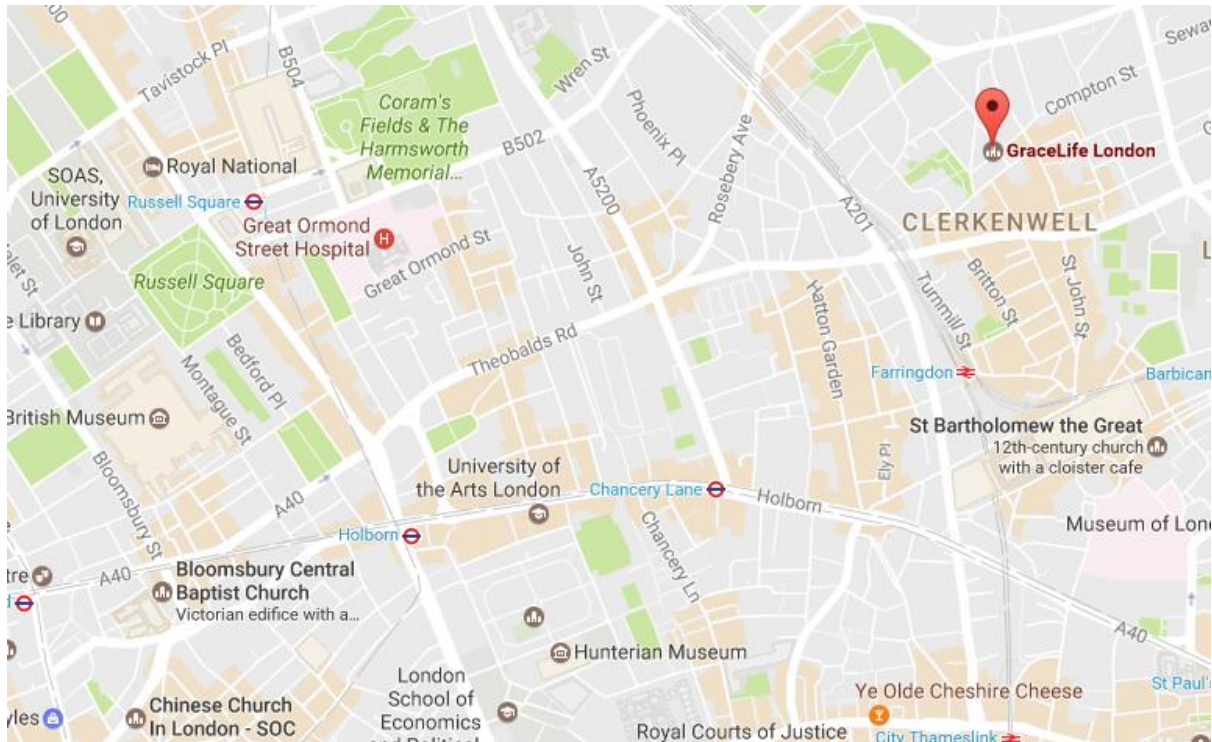 00
Tavistock Pl
B504
Wren St
Sewar
Compton St
Coram's
Fields & The
Harmsworth
Memorial...
B502
Phoenix Pl
Rosebery Ave
GraceLife London
Royal National
SOAS,
University
of London
Russell Square
Great Ormond
Street Hospital
H
A5200
A201
CLERKENWELL
Great Ormond St
John St
Russell Square
Turnmill St
Britton St
St John St
e Library
Hatton Garden
Theobalds Rd
Bedford Pl
Montague St
Farringdon
Barbican
British Museum
St Bartholomew the Great
12th-century church
with a cloister cafe
Ely Pl
University of
the Arts London
Chancery Lane
Holborn
Bloomsbury St
A40
Holborn
Chancery Ln
Museum of Lon
tre
A40
Bloomsbury Central
Baptist Church
Victorian edifice with a...
A40
Hunterian Museum
London
School of
Economics
and Political
St Paul's
Ye Olde Cheshire Cheese
Chinese Church
In London - SOC
yles
Royal Courts of Justice
City Thameslink